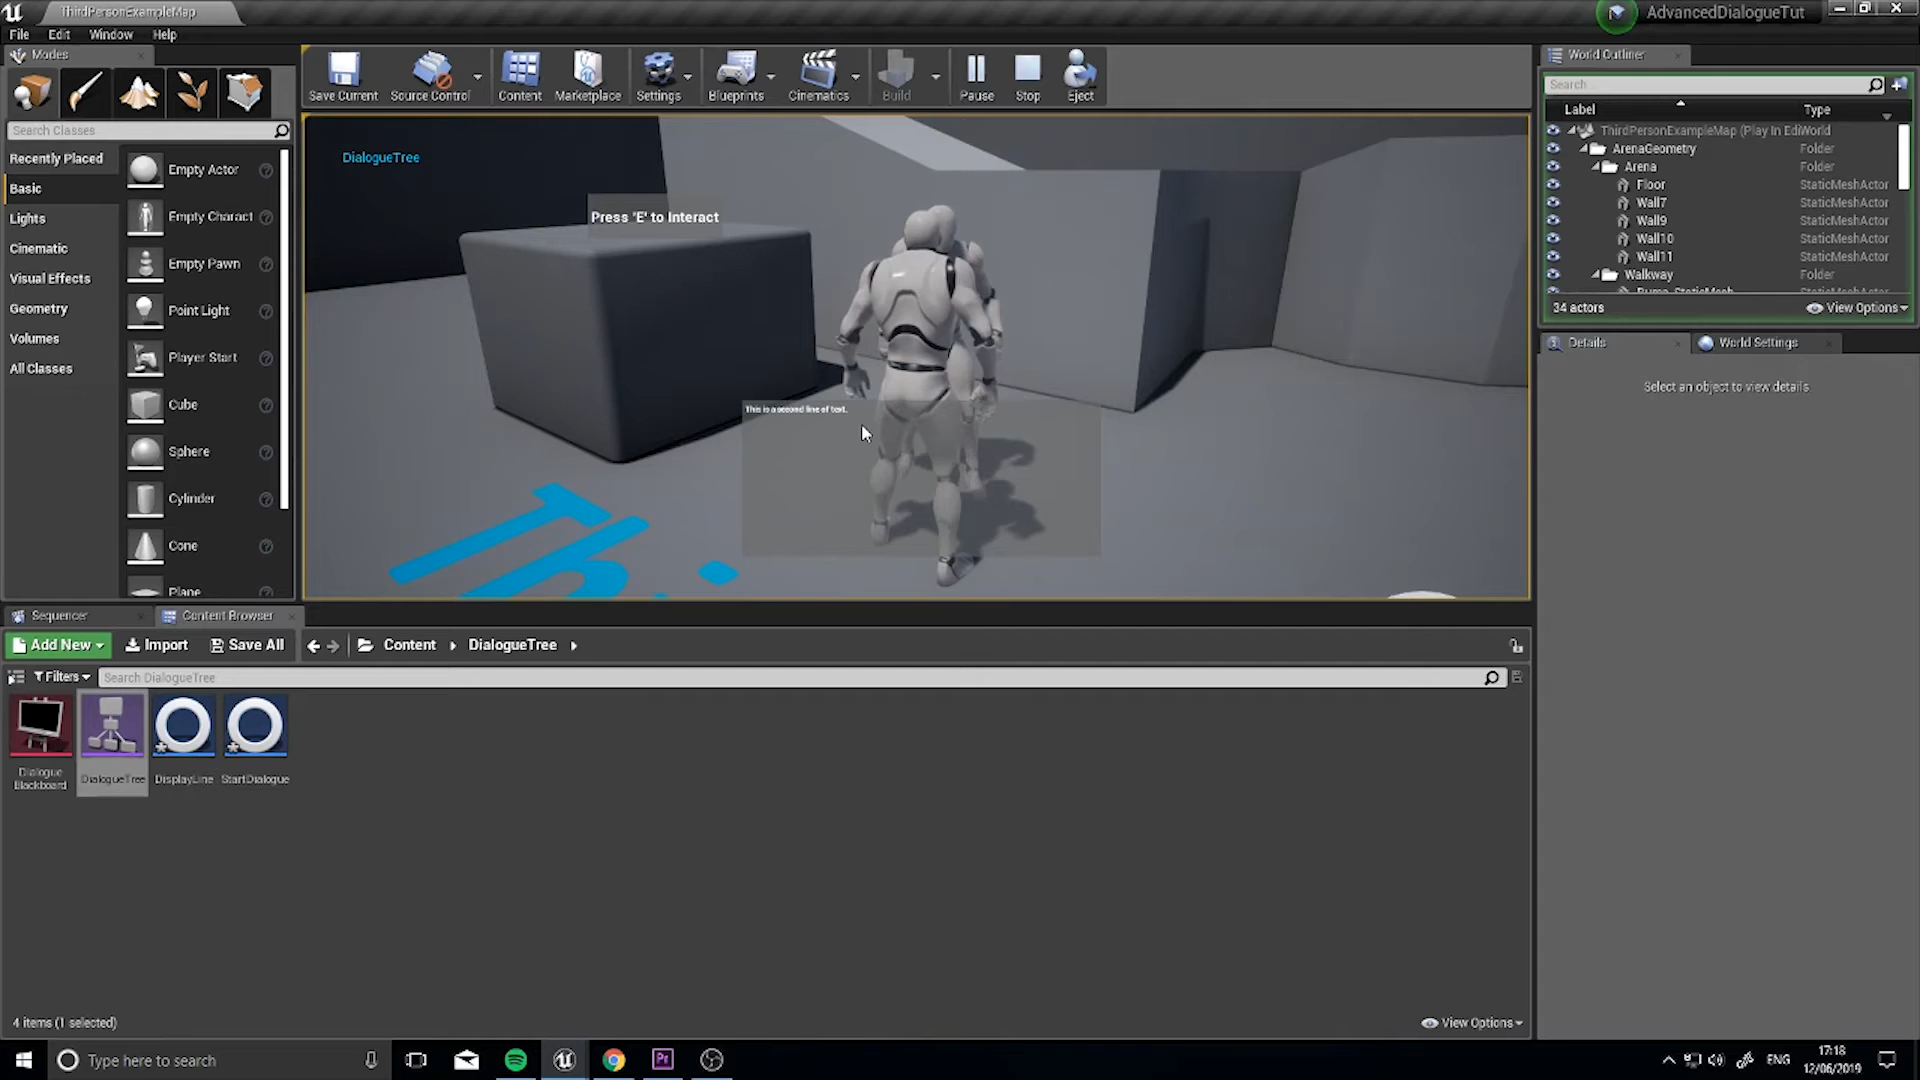 ThirdPersonExampleMap
AdvancedDialogueTut
File Edit Window Help
Modes
Search Classes
Recently Placed
Basic
Lights
Cinematic
Visual Effects
Geometry
Volumes
All Classes
Empty Actor
Empty Charact
Empty Pawn
Point Light
Player Start
Cube
Sphere
Cylinder
Cone
Plane
Save Current Source Control Content Marketplace Settings Blueprints Cinematics Build Pause Stop Eject
DialogueTree
Press 'E' to Interact
This is a second line of text.
World Outliner
Search
Label Type
ThirdPersonExampleMap (Play In EdiWorld
ArenaGeometry Folder
Arena Folder
Floor StaticMeshActor
Wall7 StaticMeshActor
Wall9 StaticMeshActor
Wall10 StaticMeshActor
Wall11 StaticMeshActor
Walkway Folder
34 actors View Options
Details World Settings
Select an object to view details
Sequencer Content Browser
Add New Import Save All Content DialogueTree
Filters Search DialogueTree
Dialogue
Blackboard
DialogueTree
DisplayLine
StartDialogue
4 items (1 selected) View Options
Type here to search
Pr
ENG
17:18
12/06/2019